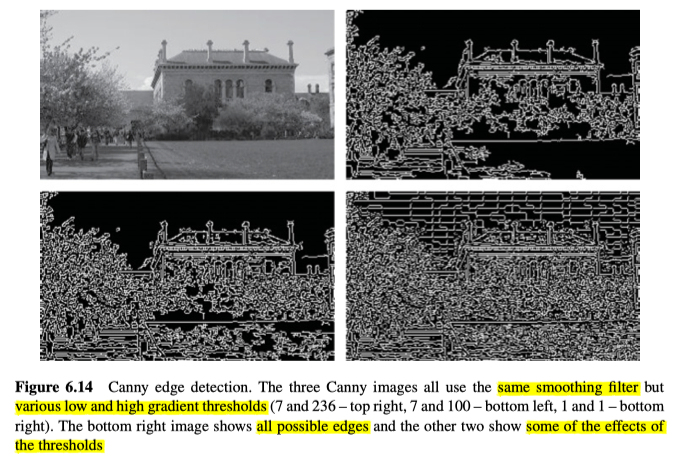 Figure 6.14 Canny edge detection. The three Canny images all use the same smoothing filter but
various low and high gradient thresholds (7 and 236 – top right, 7 and 100 – bottom left, 1 and 1 – bottom
right). The bottom right image shows all possible edges and the other two show some of the effects of
the thresholds